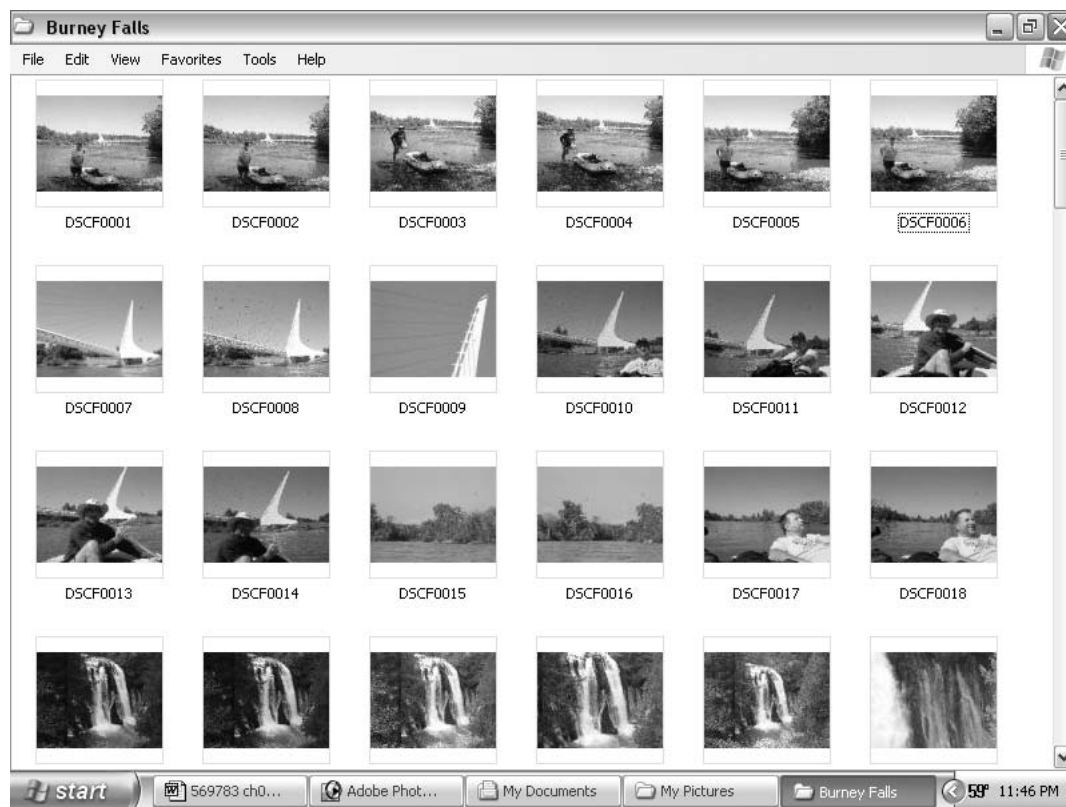 Burney Falls
File Edit View Favorites Tools Help
DSCF0001 DSCF0002 DSCF0003 DSCF0004 DSCF0005 DSCF0006
DSCF0007 DSCF0008 DSCF0009 DSCF0010 DSCF0011 DSCF0012
DSCF0013 DSCF0014 DSCF0015 DSCF0016 DSCF0017 DSCF0018
start 569783 ch0... Adobe Phot... My Documents My Pictures Burney Falls 59° 11:46 PM